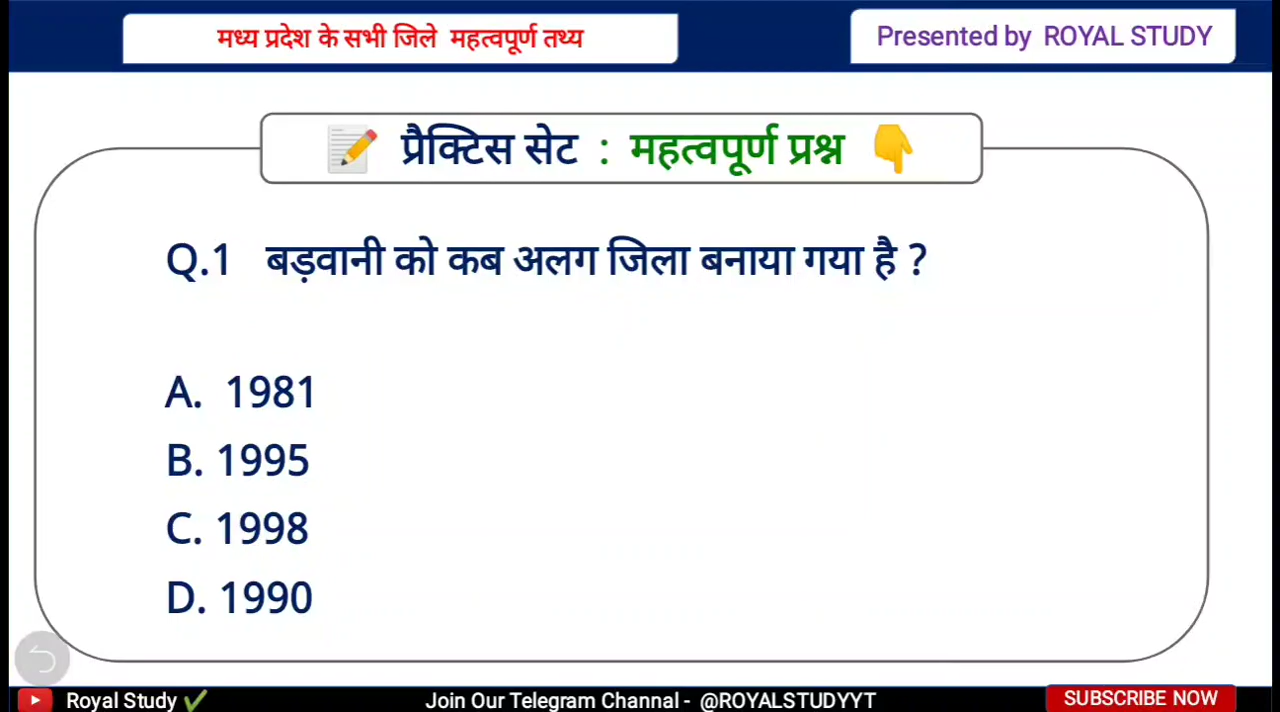 मध्य प्रदेश के सभी जिले महत्वपूर्ण तथ्य
Presented by ROYAL STUDY
प्रैक्टिस सेट : महत्वपूर्ण प्रश्न
Q.1 बड़वानी को कब अलग जिला बनाया गया है ?
A. 1981
B. 1995
C. 1998
D. 1990
Royal Study
Join Our Telegram Channal - @ROYALSTUDYYT
SUBSCRIBE NOW